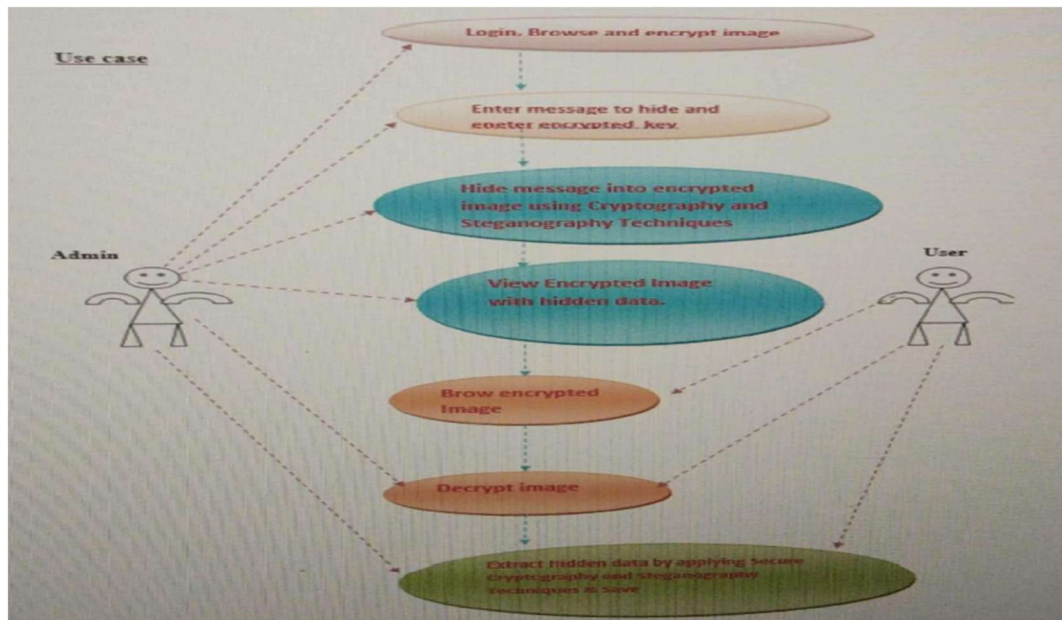 Use case
Login, Browse and encrypt image
Enter message to hide and
eneter encrypted key
Hide message into encrypted
image using Cryptography and
Steganography Techniques
Admin
User
View Encrypted Image
with hidden data.
Brow encrypted
Image
Decrypt image
Extract hidden data by applying Secure
Cryptography and Steganography
Techniques & Save